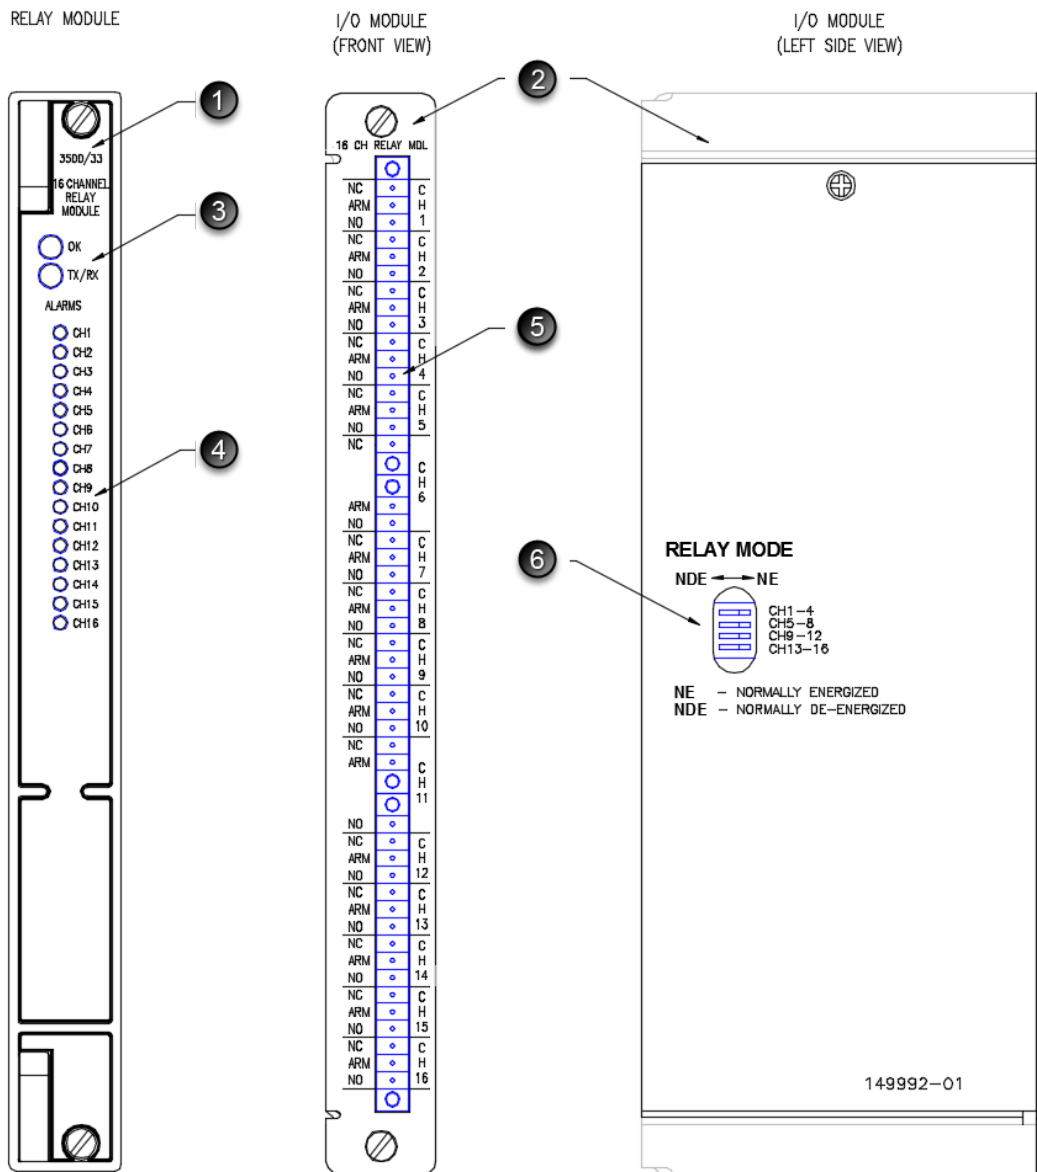 RELAY MODULE
I/O MODULE
(FRONT VIEW)
I/O MODULE
(LEFT SIDE VIEW)
1
2
3
4
5
6
3500/33
16 CHANNEL
RELAY
MODULE
OK
TX/RX
ALARMS
CH1
CH2
CH3
CH4
CH5
CH6
CH7
CH8
CH9
CH10
CH11
CH12
CH13
CH14
CH15
CH16
16 CH RELAY MDL
NC C
ARM H
NO 1
NC C
ARM H
NO 2
NC C
ARM H
NO 3
NC C
ARM H
NO 4
NC C
ARM H
NO 5
NC
C
H
6
ARM
NO
NC C
ARM H
NO 7
NC C
ARM H
NO 8
NC C
ARM H
NO 9
NC C
ARM H
NO 10
NC
ARM C
H
11
NO
NC C
ARM H
NO 12
NC C
ARM H
NO 13
NC C
ARM H
NO 14
NC C
ARM H
NO 15
NC C
ARM H
NO 16
RELAY MODE
NDE NE
CH1-4
CH5-8
CH9-12
CH13-16
NE - NORMALLY ENERGIZED
NDE - NORMALLY DE-ENERGIZED
149992-01